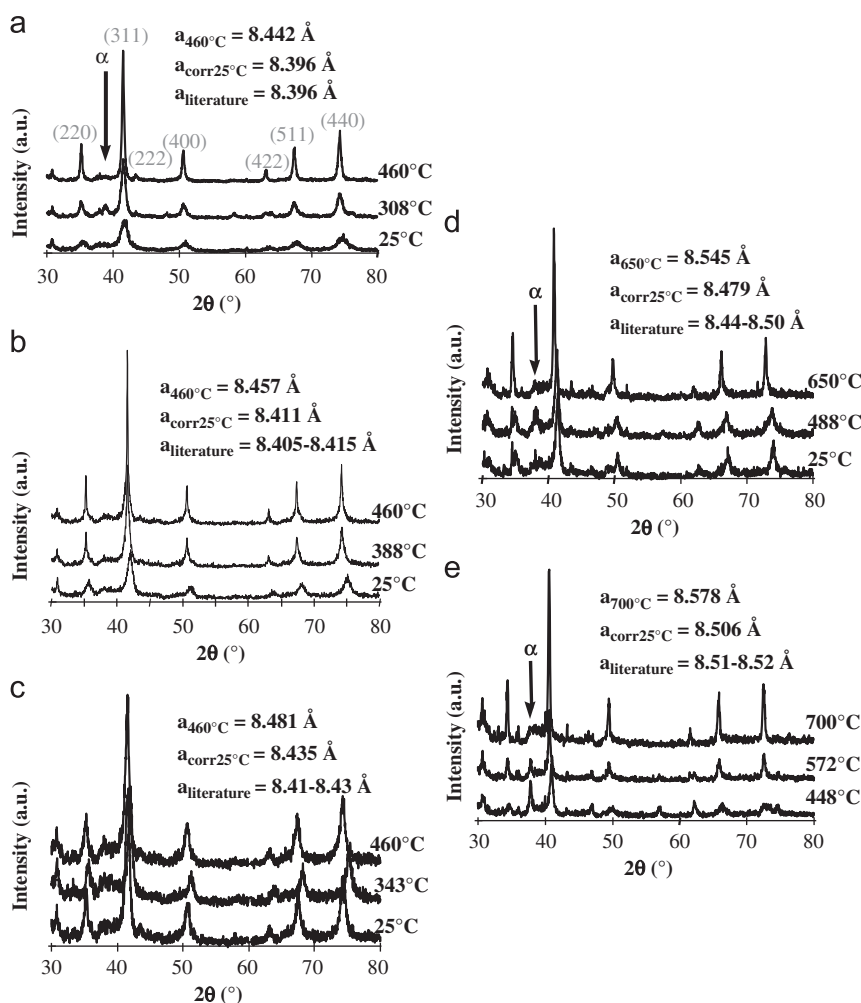 a
(311)
a460°C = 8.442 Å
acorr25°C = 8.396 Å
aliterature = 8.396 Å
α
(220)
(222)
(400)
(422)
(511)
(440)
460°C
308°C
25°C
Intensity (a.u.)
30 40 50 60 70 80
2θ (°)
b
a460°C = 8.457 Å
acorr25°C = 8.411 Å
aliterature = 8.405-8.415 Å
460°C
388°C
25°C
Intensity (a.u.)
30 40 50 60 70 80
2θ (°)
c
a460°C = 8.481 Å
acorr25°C = 8.435 Å
aliterature = 8.41-8.43 Å
460°C
343°C
25°C
Intensity (a.u.)
30 40 50 60 70 80
2θ (°)
d
a650°C = 8.545 Å
acorr25°C = 8.479 Å
aliterature = 8.44-8.50 Å
α
650°C
488°C
25°C
Intensity (a.u.)
30 40 50 60 70 80
2θ (°)
e
a700°C = 8.578 Å
acorr25°C = 8.506 Å
aliterature = 8.51-8.52 Å
α
700°C
572°C
448°C
Intensity (a.u.)
30 40 50 60 70 80
2θ (°)